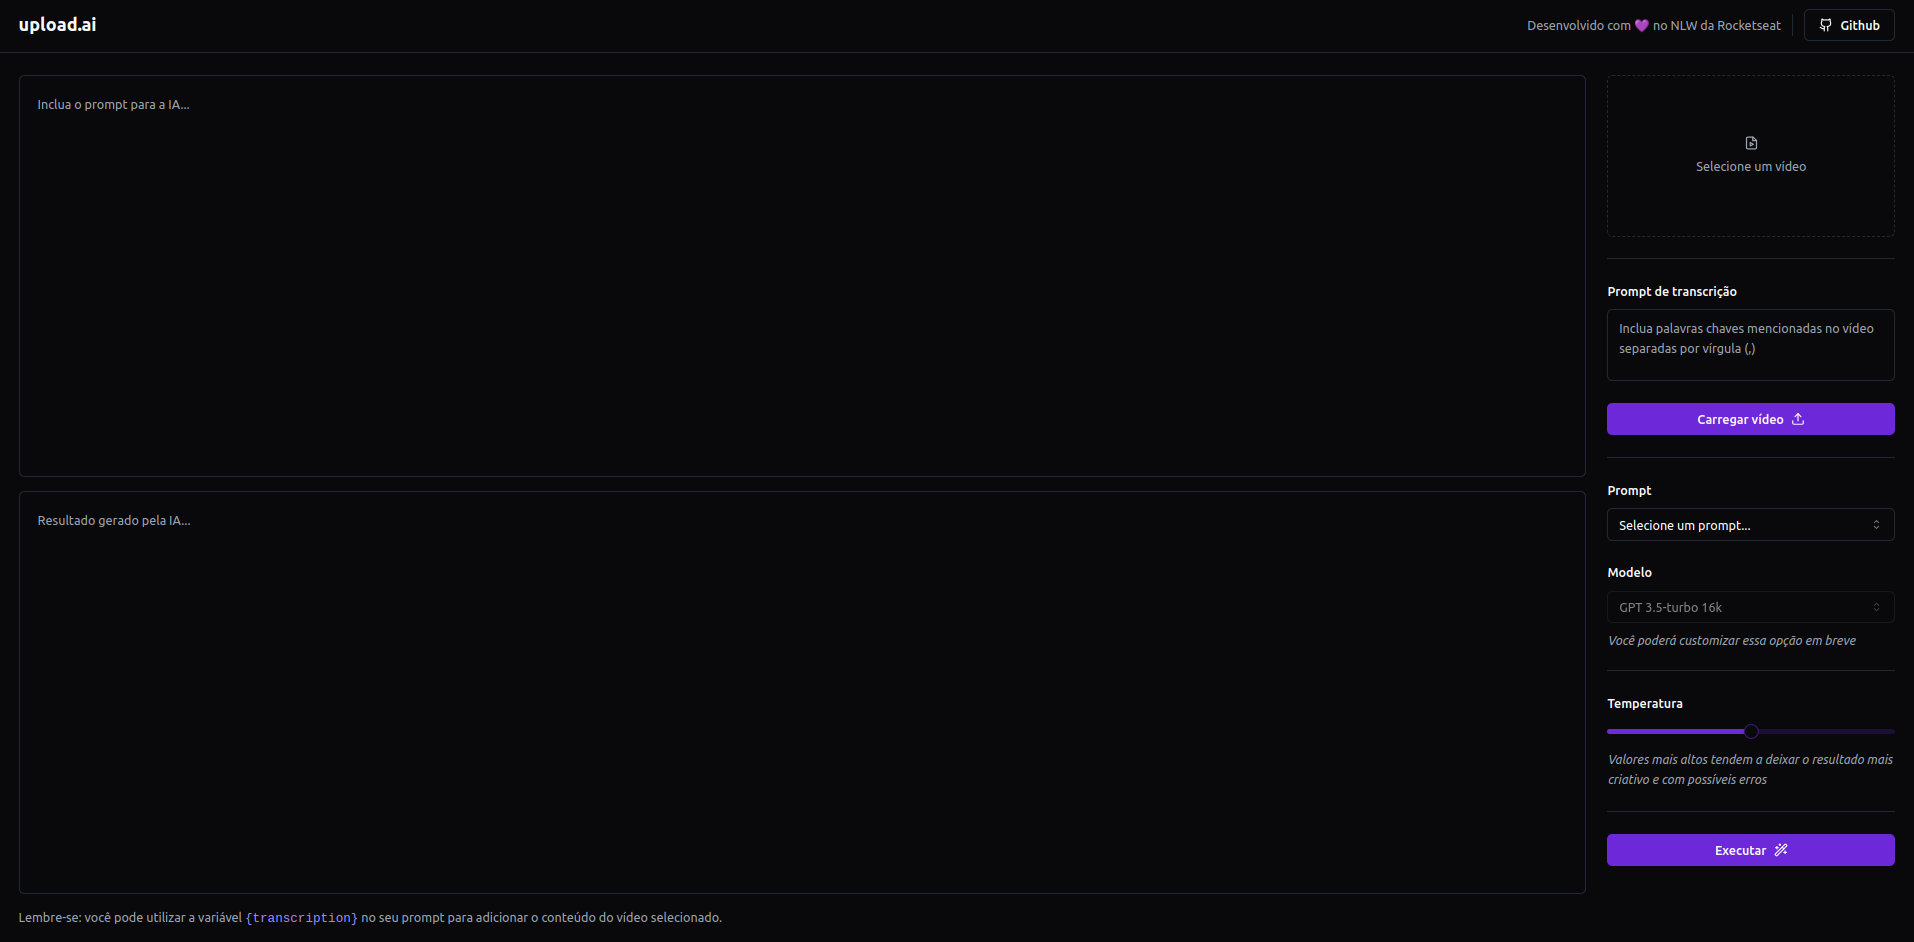 upload.ai
Desenvolvido com 💜 no NLW da Rocketseat
Github
Inclua o prompt para a IA...
Resultado gerado pela IA...
Lembre-se: você pode utilizar a variável {transcription} no seu prompt para adicionar o conteúdo do vídeo selecionado.
Selecione um vídeo
Prompt de transcrição
Inclua palavras chaves mencionadas no vídeo
separadas por vírgula (,)
Carregar vídeo
Prompt
Selecione um prompt...
Modelo
GPT 3.5-turbo 16k
Você poderá customizar essa opção em breve
Temperatura
Valores mais altos tendem a deixar o resultado mais
criativo e com possíveis erros
Executar